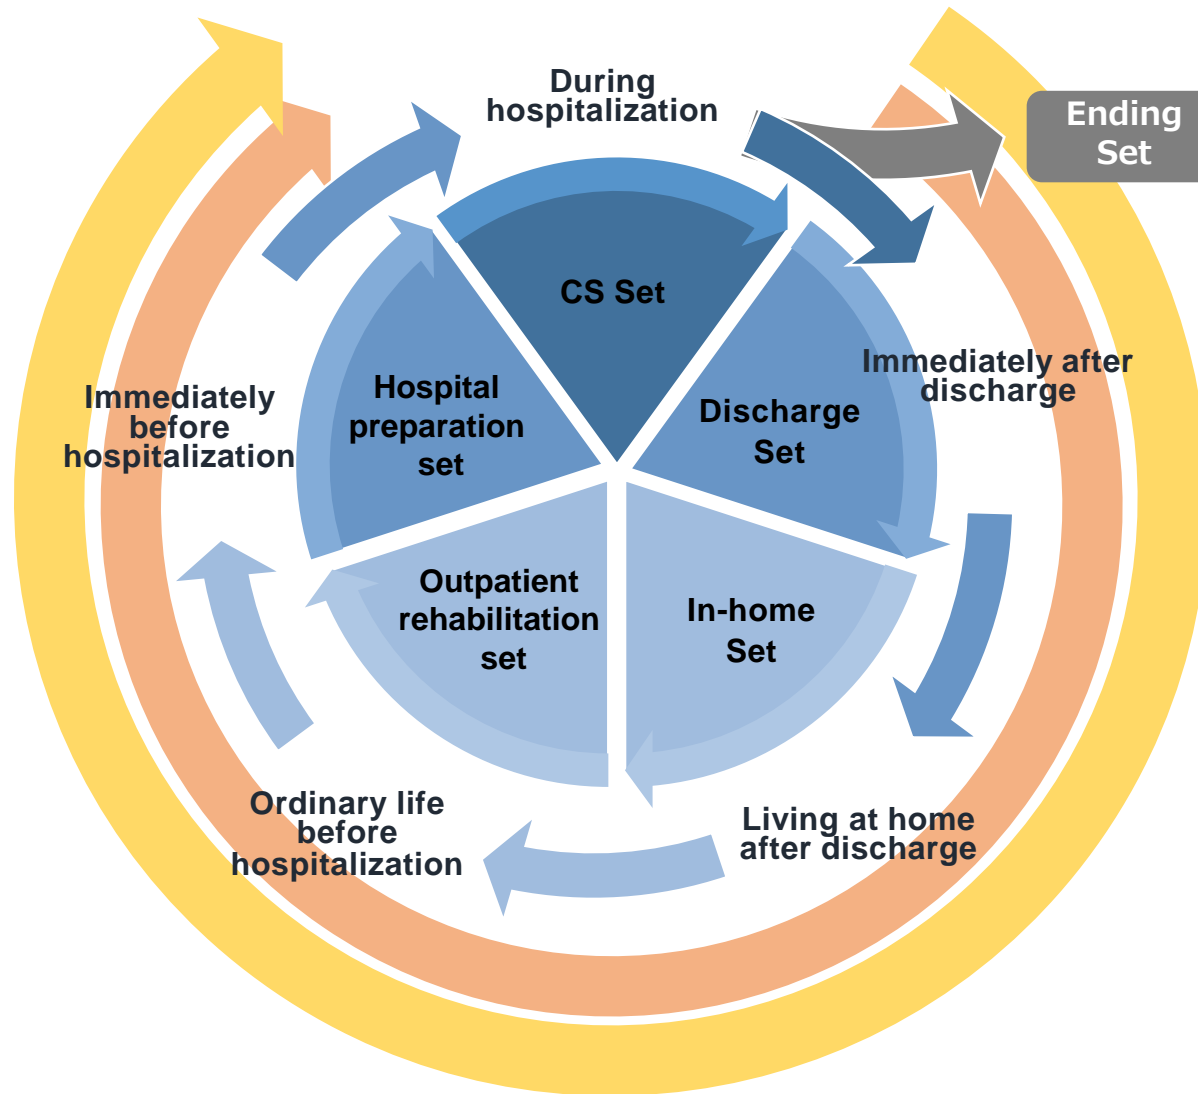 During
hospitalization
Ending
Set
CS Set
Immediately after
discharge
Discharge
Set
Hospital
preparation
set
Immediately
before
hospitalization
Outpatient
rehabilitation
set
In-home
Set
Ordinary life
before
hospitalization
Living at home
after discharge